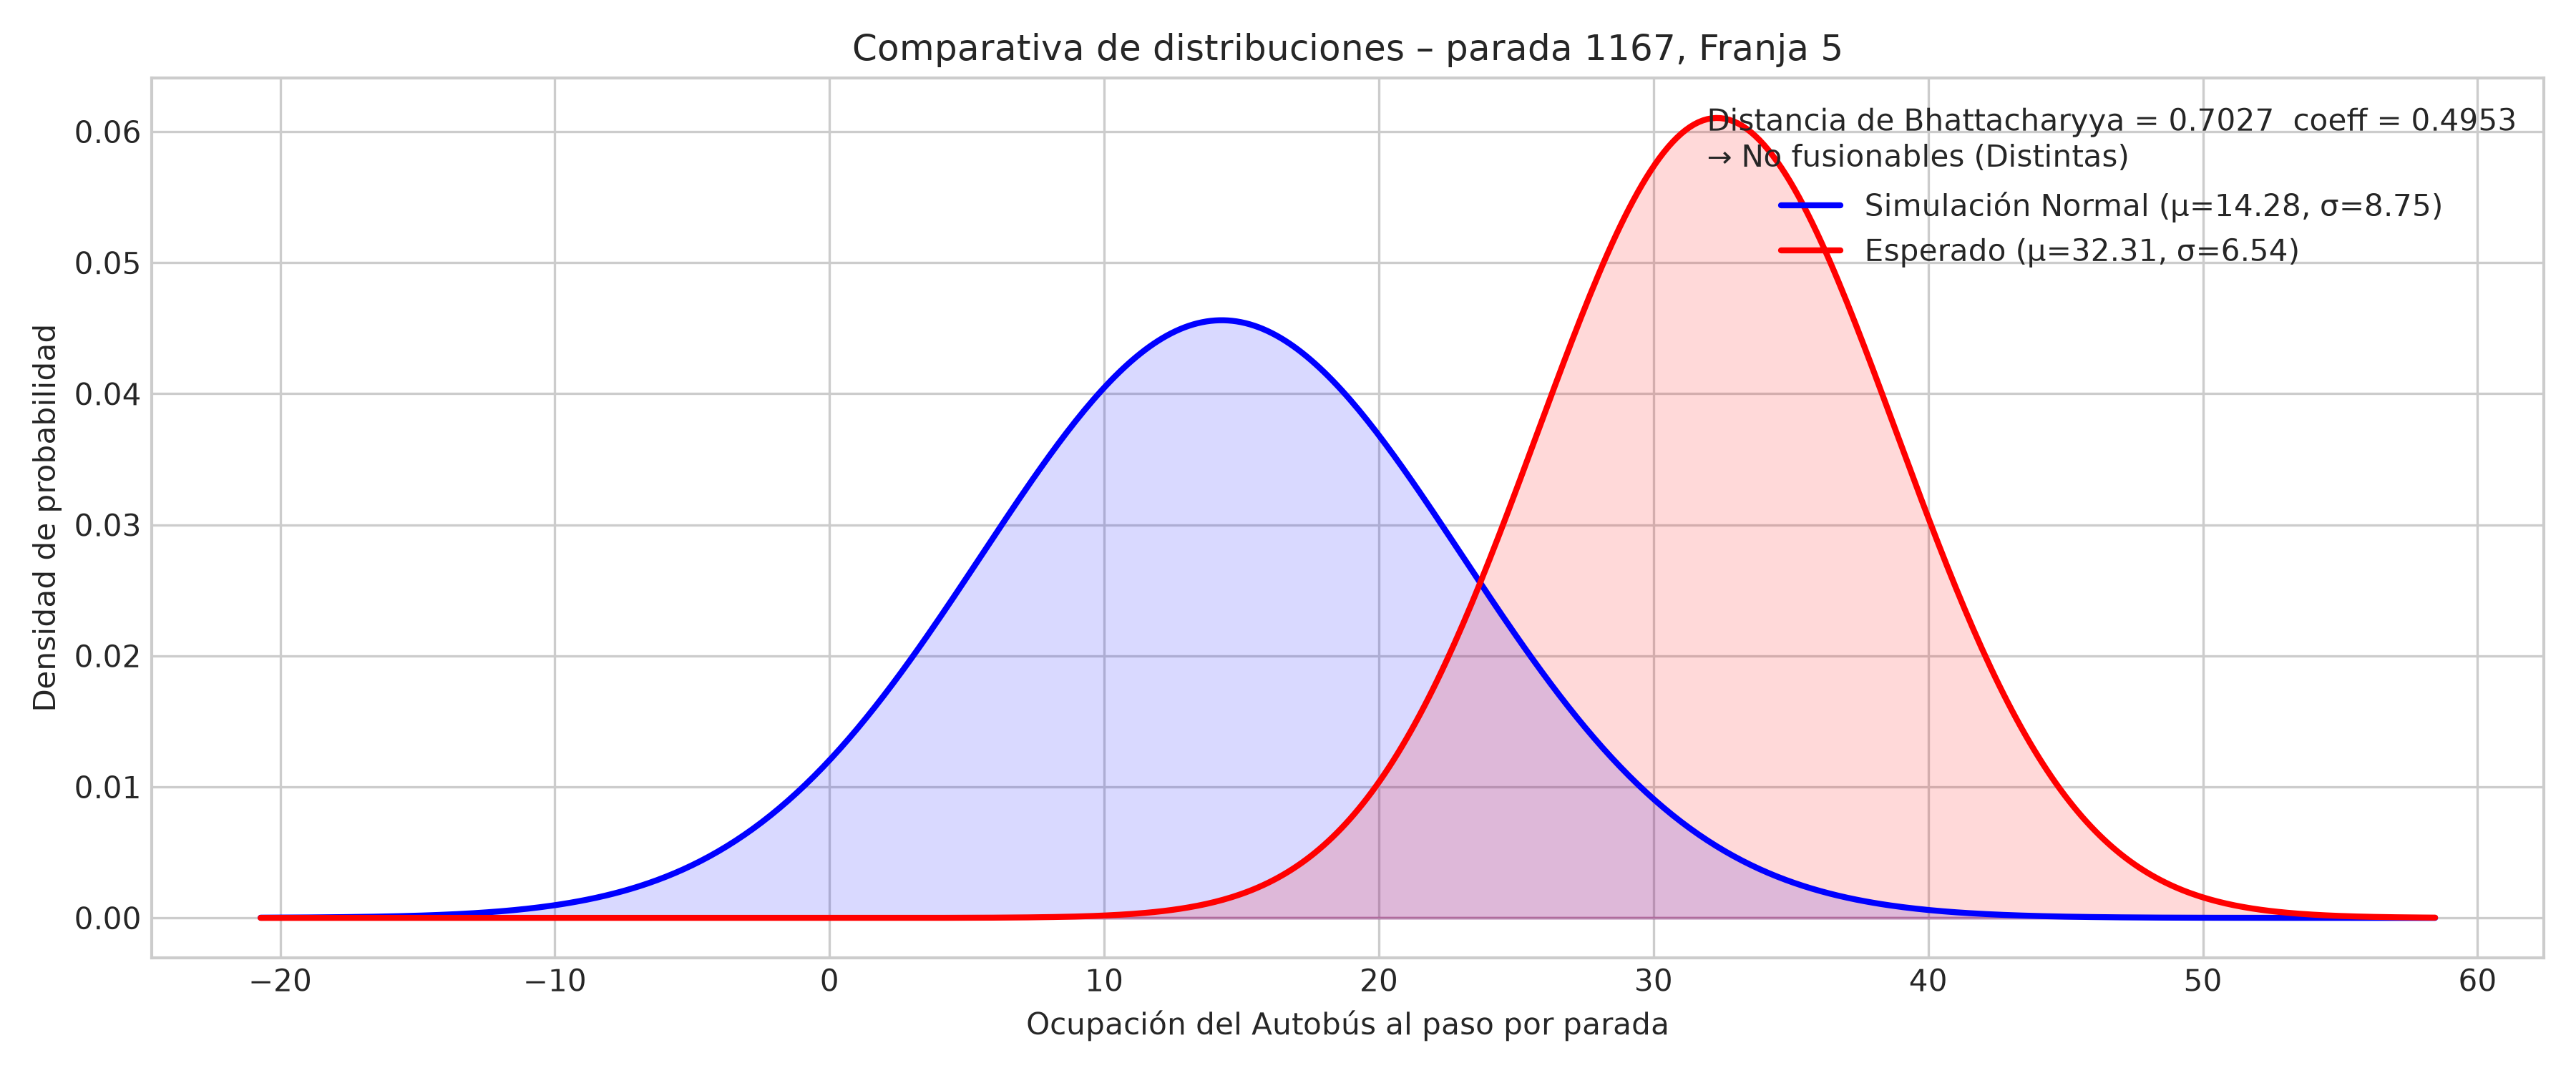 Comparativa de distribuciones – parada 1167, Franja 5
Distancia de Bhattacharyya = 0.7027  coeff = 0.4953
→ No fusionables (Distintas)
Simulación Normal (μ=14.28, σ=8.75)
Esperado (μ=32.31, σ=6.54)
Densidad de probabilidad
0.06
0.05
0.04
0.03
0.02
0.01
0.00
−20 −10 0 10 20 30 40 50 60
Ocupación del Autobús al paso por parada